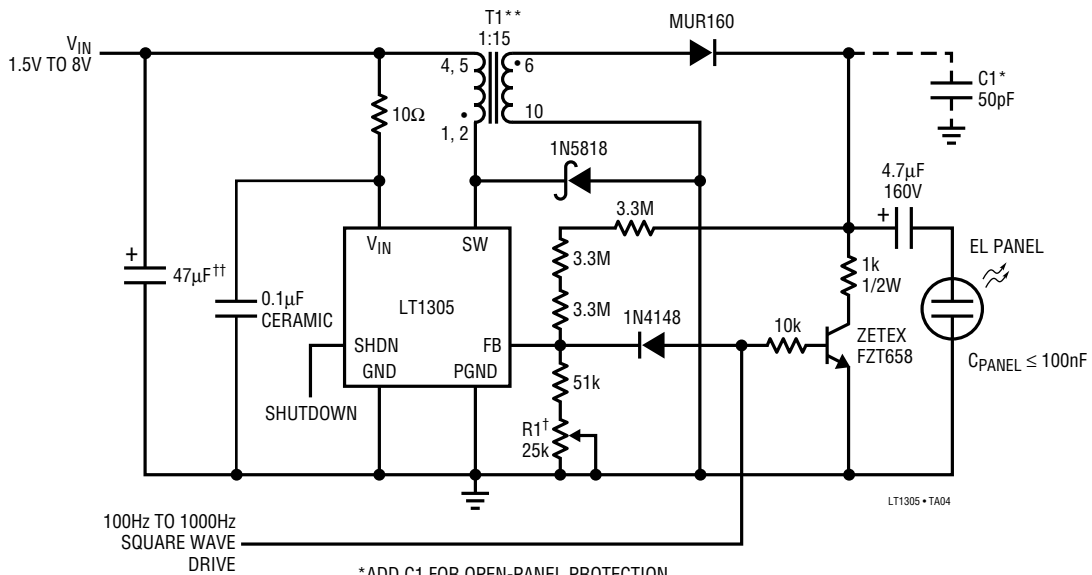 T1**
1:15
V_IN
1.5V TO 8V
4, 5
6
MUR160
C1*
50pF
10Ω
1, 2
10
1N5818
4.7µF
160V
+
3.3M
V_IN
SW
3.3M
1k
1/2W
EL PANEL
+
47µF††
0.1µF
CERAMIC
LT1305
3.3M
1N4148
10k
ZETEX
FZT658
SHDN
FB
GND
PGND
51k
C_PANEL ≤ 100nF
SHUTDOWN
R1†
25k
LT1305 • TA04
100Hz TO 1000Hz
SQUARE WAVE
DRIVE
*ADD C1 FOR OPEN-PANEL PROTECTION